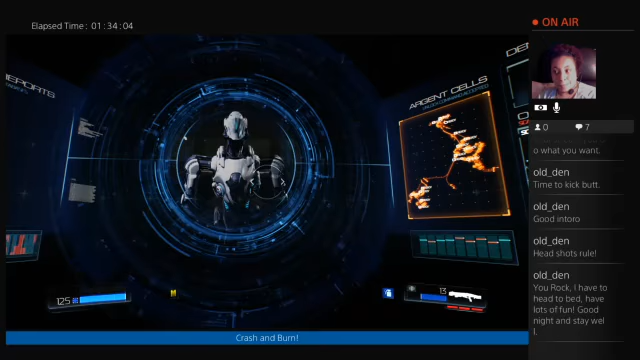 Elapsed Time : 01:34:04
ON AIR
EPORTS
ARGENT CELLS
DE
0
7
o what you want.
old_den
Time to kick butt.
old_den
Good intoro
old_den
Head shots rule!
old_den
You Rock, I have to
head to bed, have
lots of fun! Good
night and stay wel
l.
125
13
Crash and Burn!